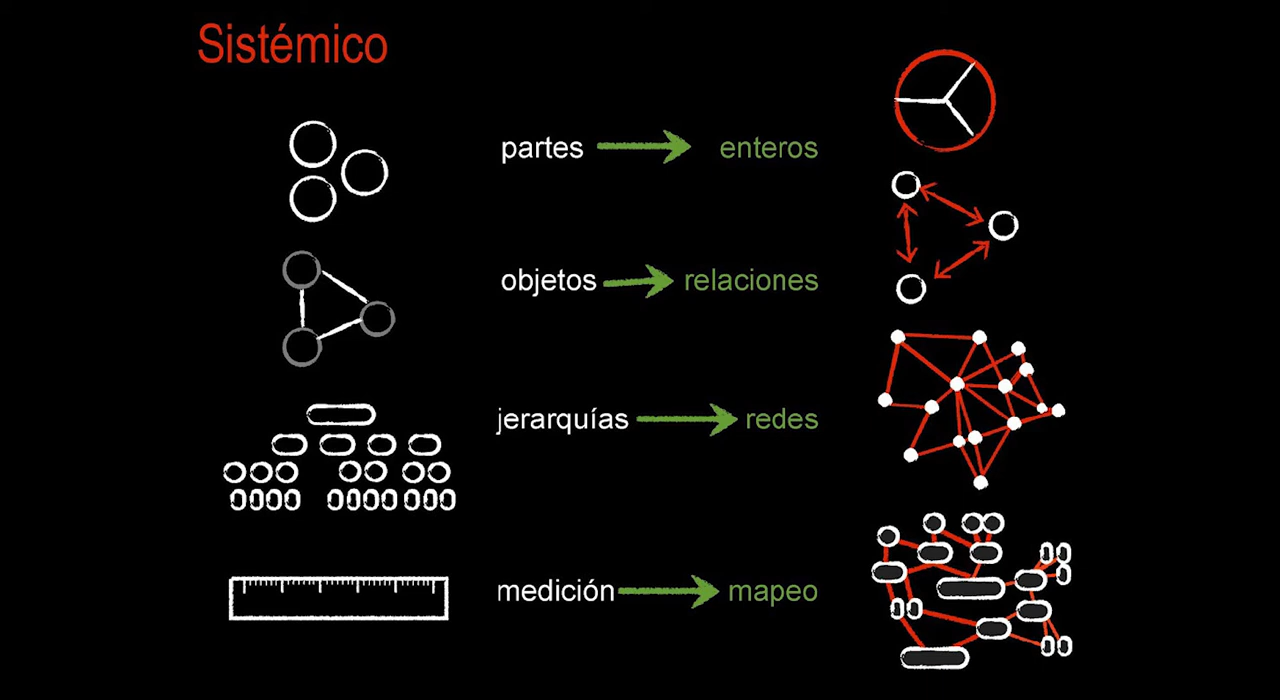 Sistémico
partes enteros
objetos relaciones
jerarquías redes
medición mapeo